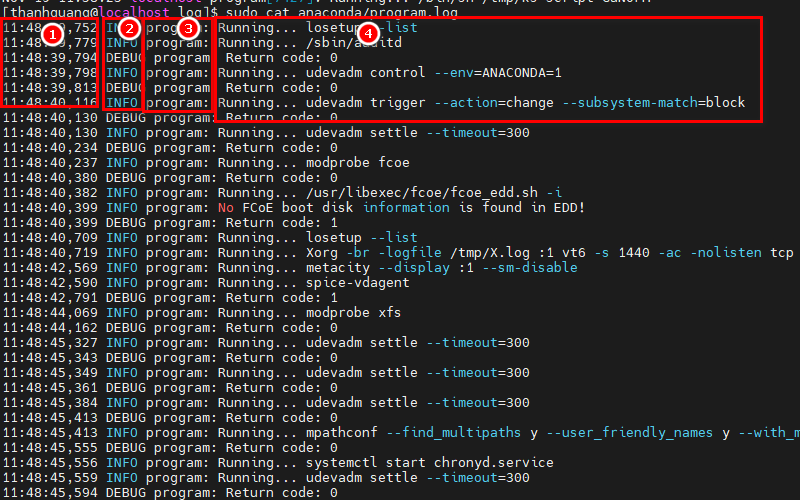 [thanhquang@localhost log]$ sudo cat anaconda/program.log
11:48:39,752 INFO program: Running... losetup --list
11:48:39,779 INFO program: Running... /sbin/auditd
11:48:39,794 DEBUG program: Return code: 0
11:48:39,798 INFO program: Running... udevadm control --env=ANACONDA=1
11:48:39,813 DEBUG program: Return code: 0
11:48:40,116 INFO program: Running... udevadm trigger --action=change --subsystem-match=block
11:48:40,130 DEBUG program: Return code: 0
11:48:40,130 INFO program: Running... udevadm settle --timeout=300
11:48:40,234 DEBUG program: Return code: 0
11:48:40,237 INFO program: Running... modprobe fcoe
11:48:40,380 DEBUG program: Return code: 0
11:48:40,382 INFO program: Running... /usr/libexec/fcoe/fcoe_edd.sh -i
11:48:40,399 INFO program: No FCoE boot disk information is found in EDD!
11:48:40,399 DEBUG program: Return code: 1
11:48:40,709 INFO program: Running... losetup --list
11:48:40,719 INFO program: Running... Xorg -br -logfile /tmp/X.log :1 vt6 -s 1440 -ac -nolisten tcp
11:48:42,569 INFO program: Running... metacity --display :1 --sm-disable
11:48:42,590 INFO program: Running... spice-vdagent
11:48:42,791 DEBUG program: Return code: 1
11:48:44,069 INFO program: Running... modprobe xfs
11:48:44,162 DEBUG program: Return code: 0
11:48:45,327 INFO program: Running... udevadm settle --timeout=300
11:48:45,343 DEBUG program: Return code: 0
11:48:45,349 INFO program: Running... udevadm settle --timeout=300
11:48:45,361 DEBUG program: Return code: 0
11:48:45,384 INFO program: Running... udevadm settle --timeout=300
11:48:45,413 DEBUG program: Return code: 0
11:48:45,413 INFO program: Running... mpathconf --find_multipaths y --user_friendly_names y --with_m
11:48:45,555 DEBUG program: Return code: 0
11:48:45,556 INFO program: Running... systemctl start chronyd.service
11:48:45,559 INFO program: Running... udevadm settle --timeout=300
11:48:45,594 DEBUG program: Return code: 0
1
2
3
4